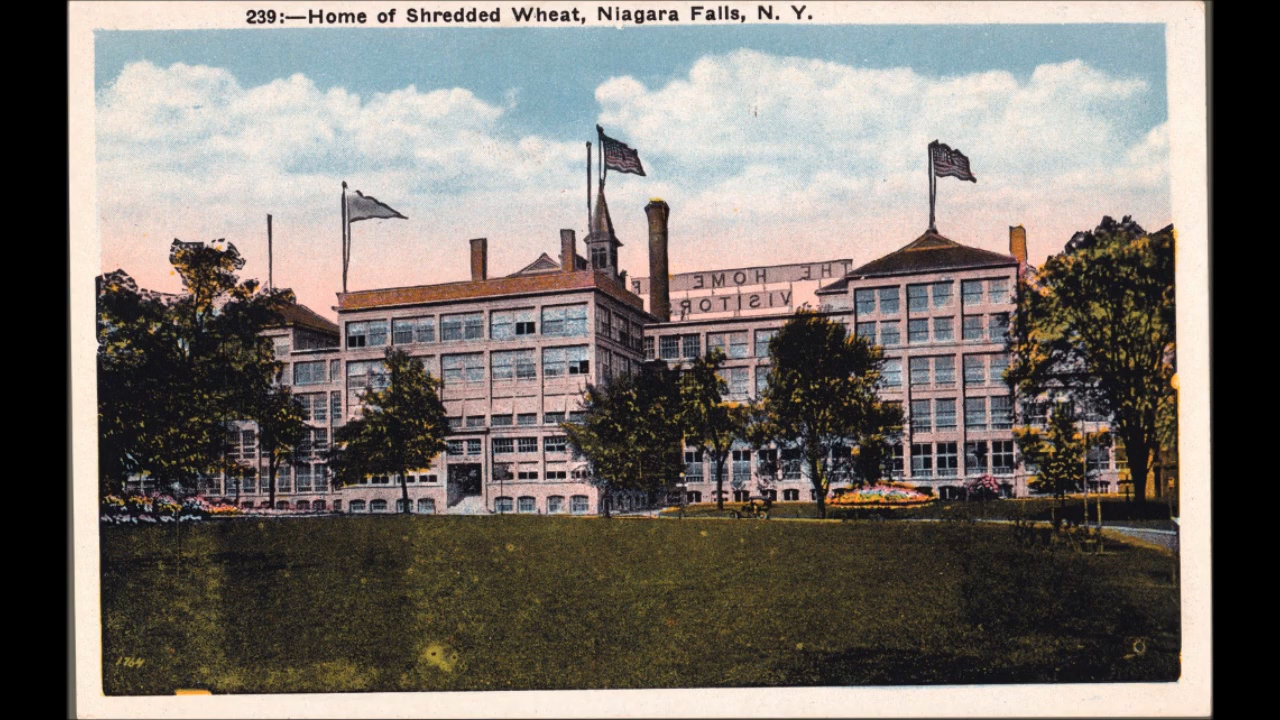 239:—Home of Shredded Wheat, Niagara Falls, N. Y.
HE HOME
VISITOR
1764